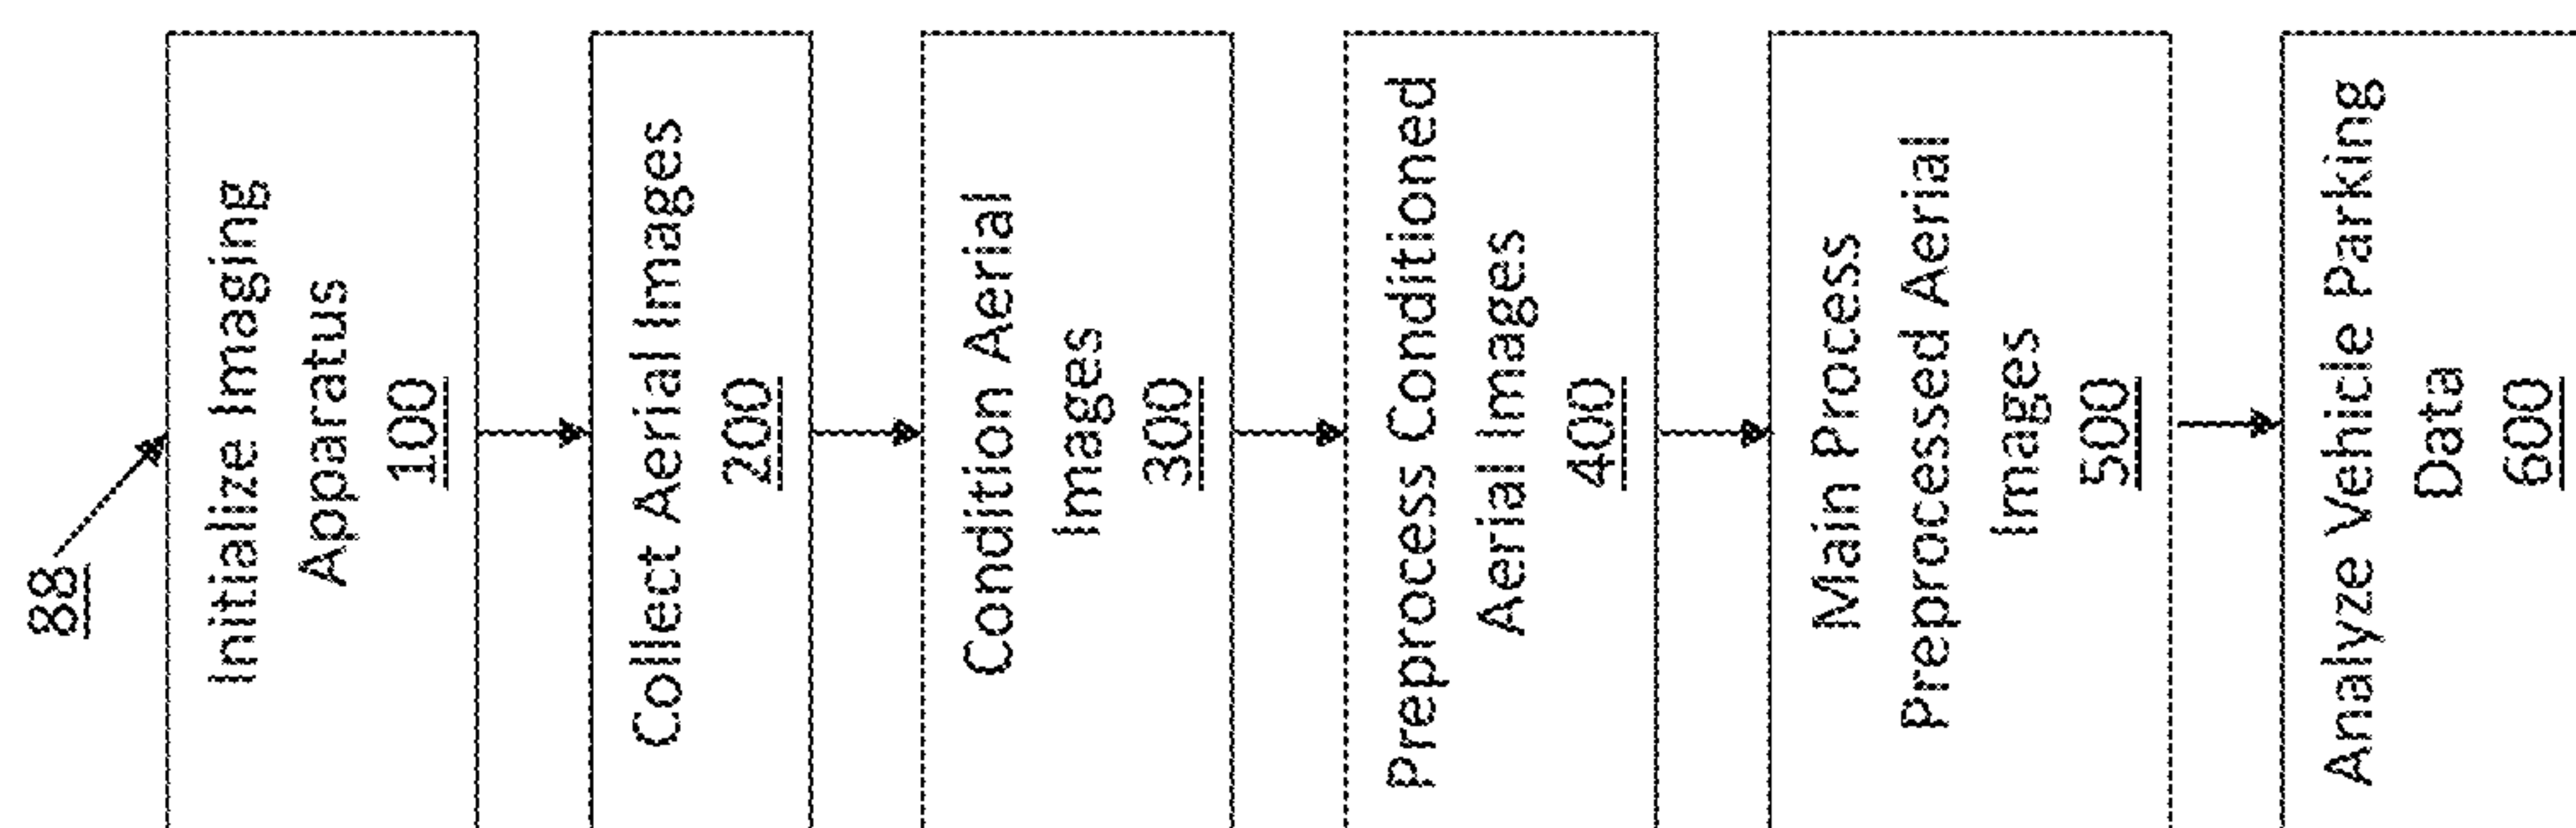 88
Initialize Imaging
Apparatus
100
Collect Aerial Images
200
Condition Aerial
Images
300
Preprocess Conditioned
Aerial Images
400
Main Process
Preprocessed Aerial
Images
500
Analyze Vehicle Parking
Data
600